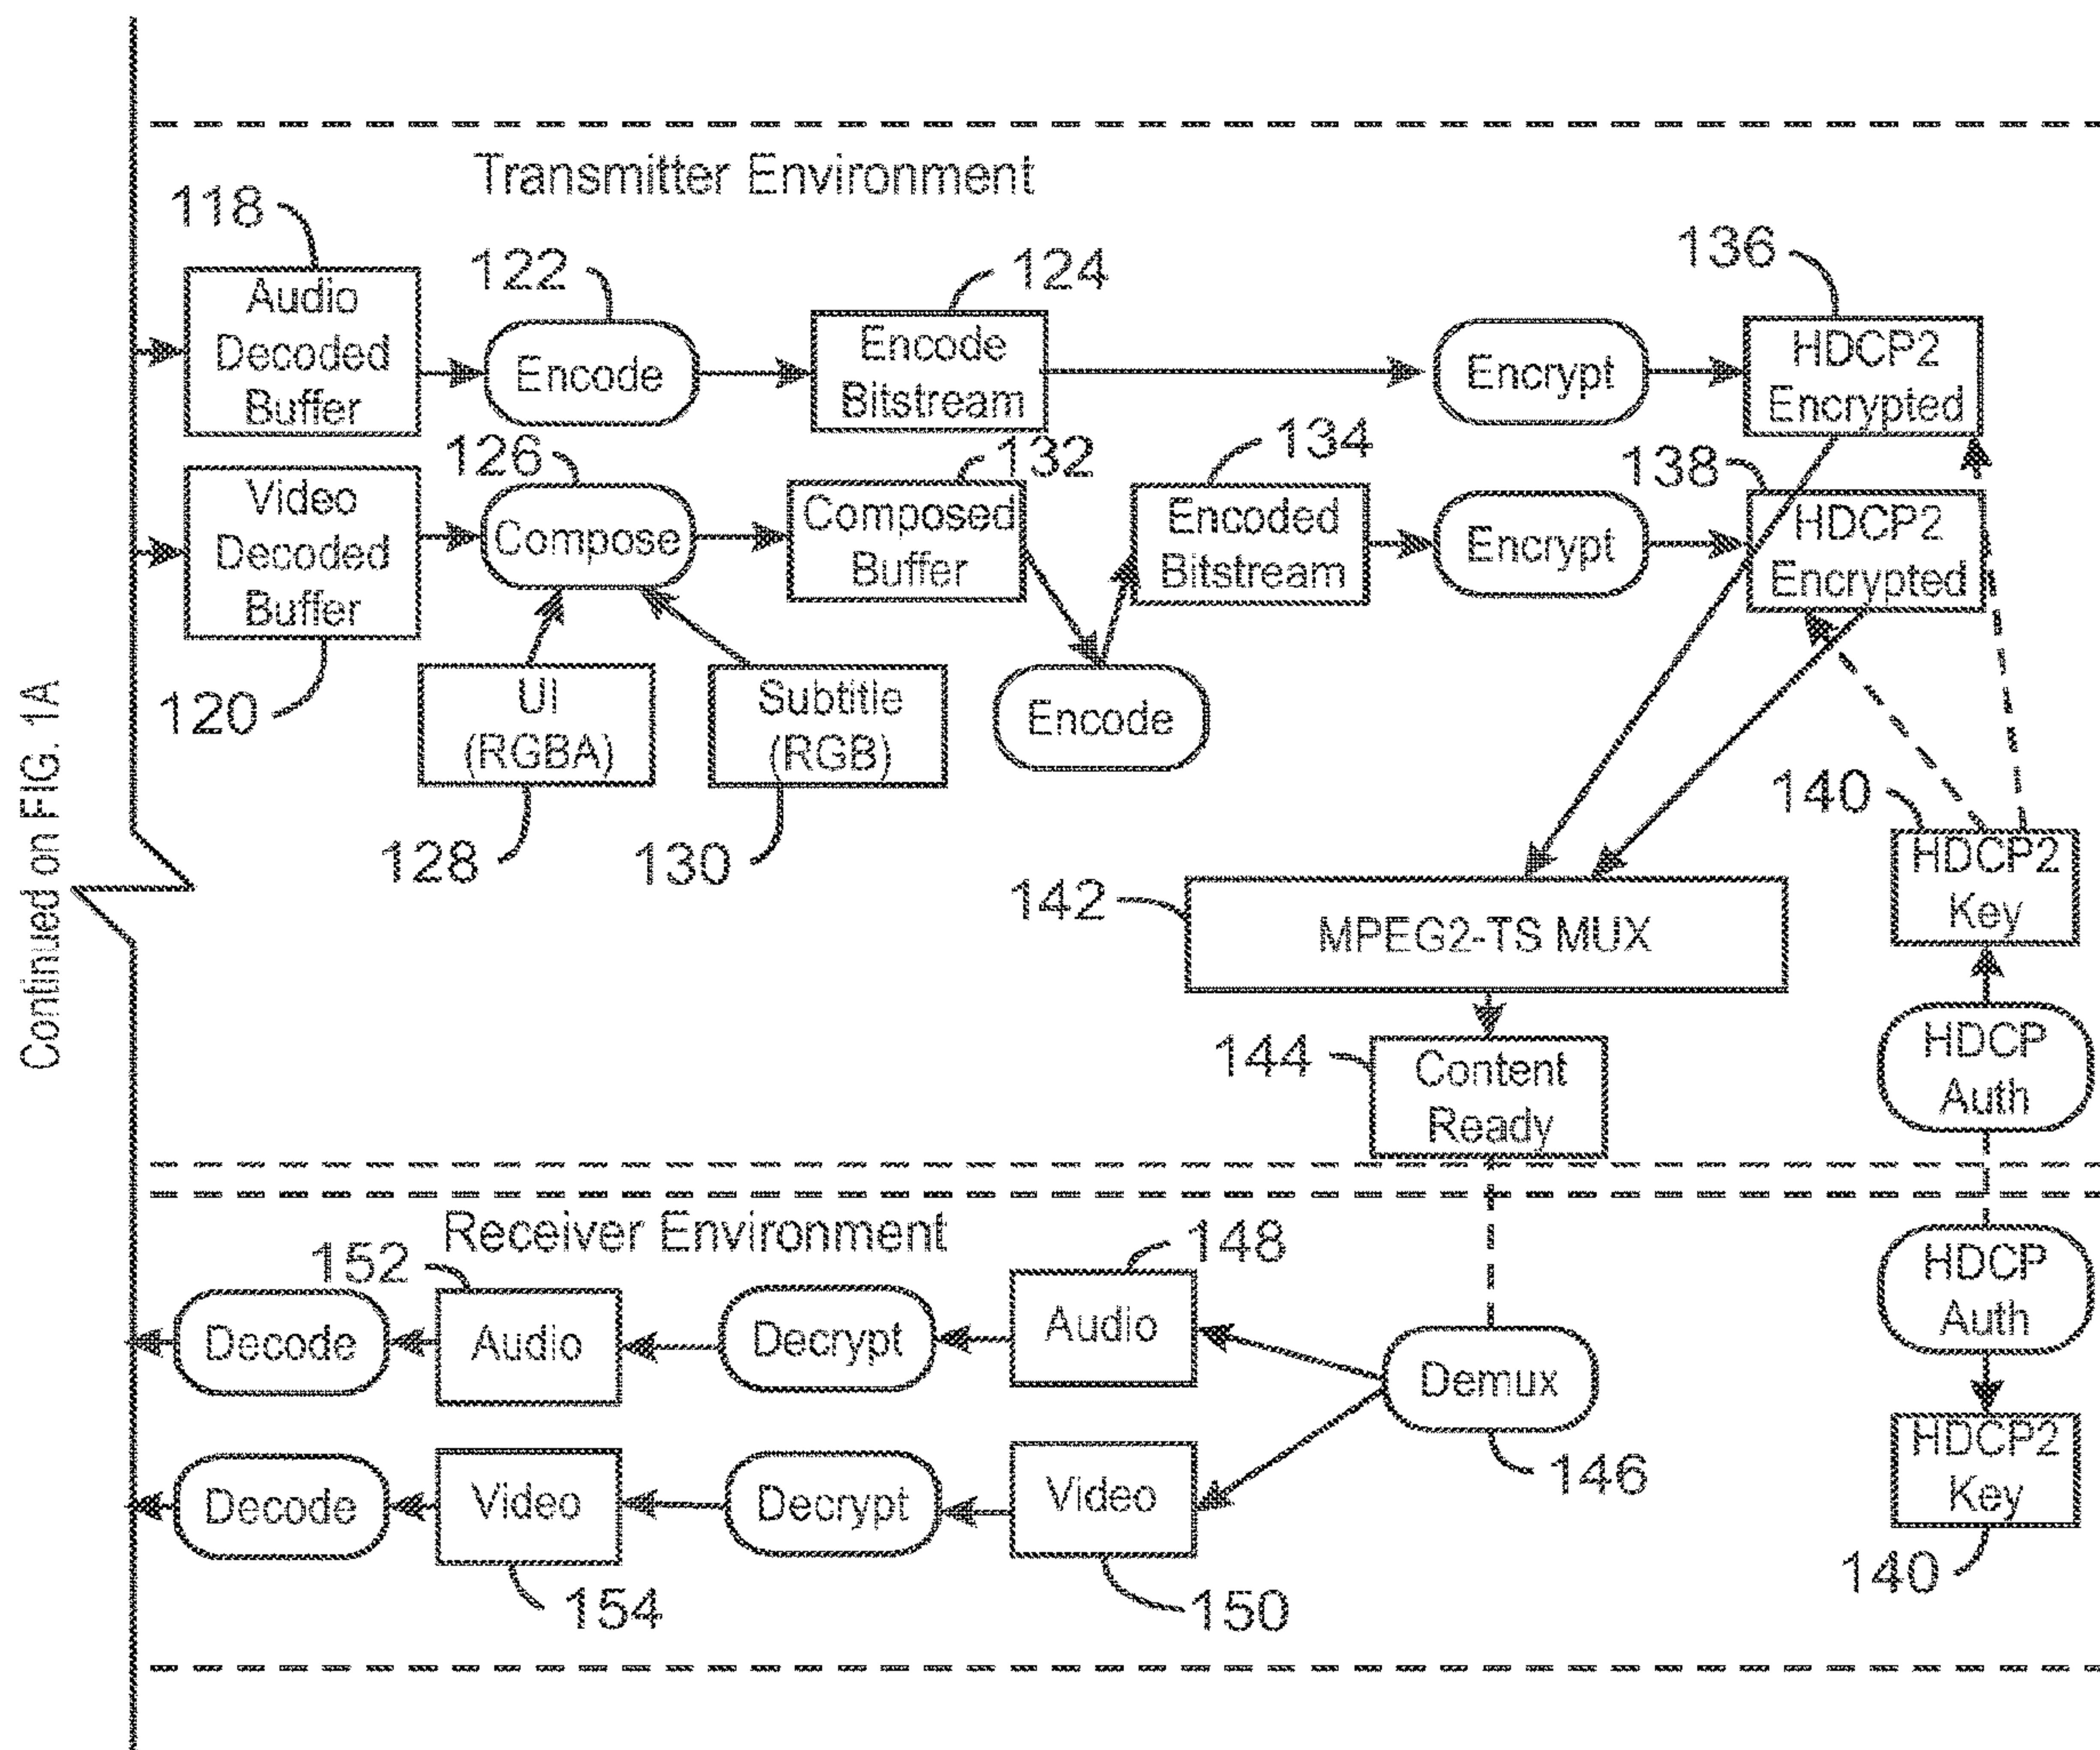 Continued on FIG. 1A
Transmitter Environment
118
Audio
Decoded
Buffer
122
Encode
124
Encode
Bitstream
Encrypt
136
HDCP2
Encrypted
120
Video
Decoded
Buffer
126
Compose
132
Composed
Buffer
134
Encoded
Bitstream
Encrypt
138
HDCP2
Encrypted
UI
(RGBA)
128
Subtitle
(RGB)
130
Encode
140
HDCP2
Key
142
MPEG2-TS MUX
HDCP
Auth
144
Content
Ready
Receiver Environment
152
Decode
Audio
Decrypt
148
Audio
Demux
146
HDCP
Auth
Decode
Video
154
Decrypt
Video
150
HDCP2
Key
140